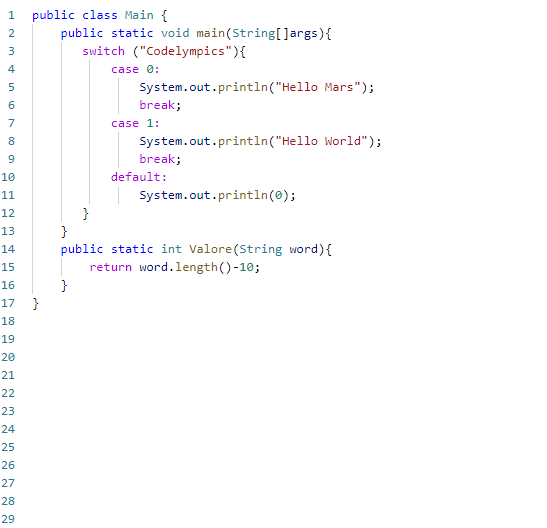 1 public class Main {
2 public static void main(String[]args){
3 switch ("Codelympics"){
4 case 0:
5 System.out.println("Hello Mars");
6 break;
7 case 1:
8 System.out.println("Hello World");
9 break;
10 default:
11 System.out.println(0);
12 }
13 }
14 public static int Valore(String word){
15 return word.length()-10;
16 }
17 }
18
19
20
21
22
23
24
25
26
27
28
29